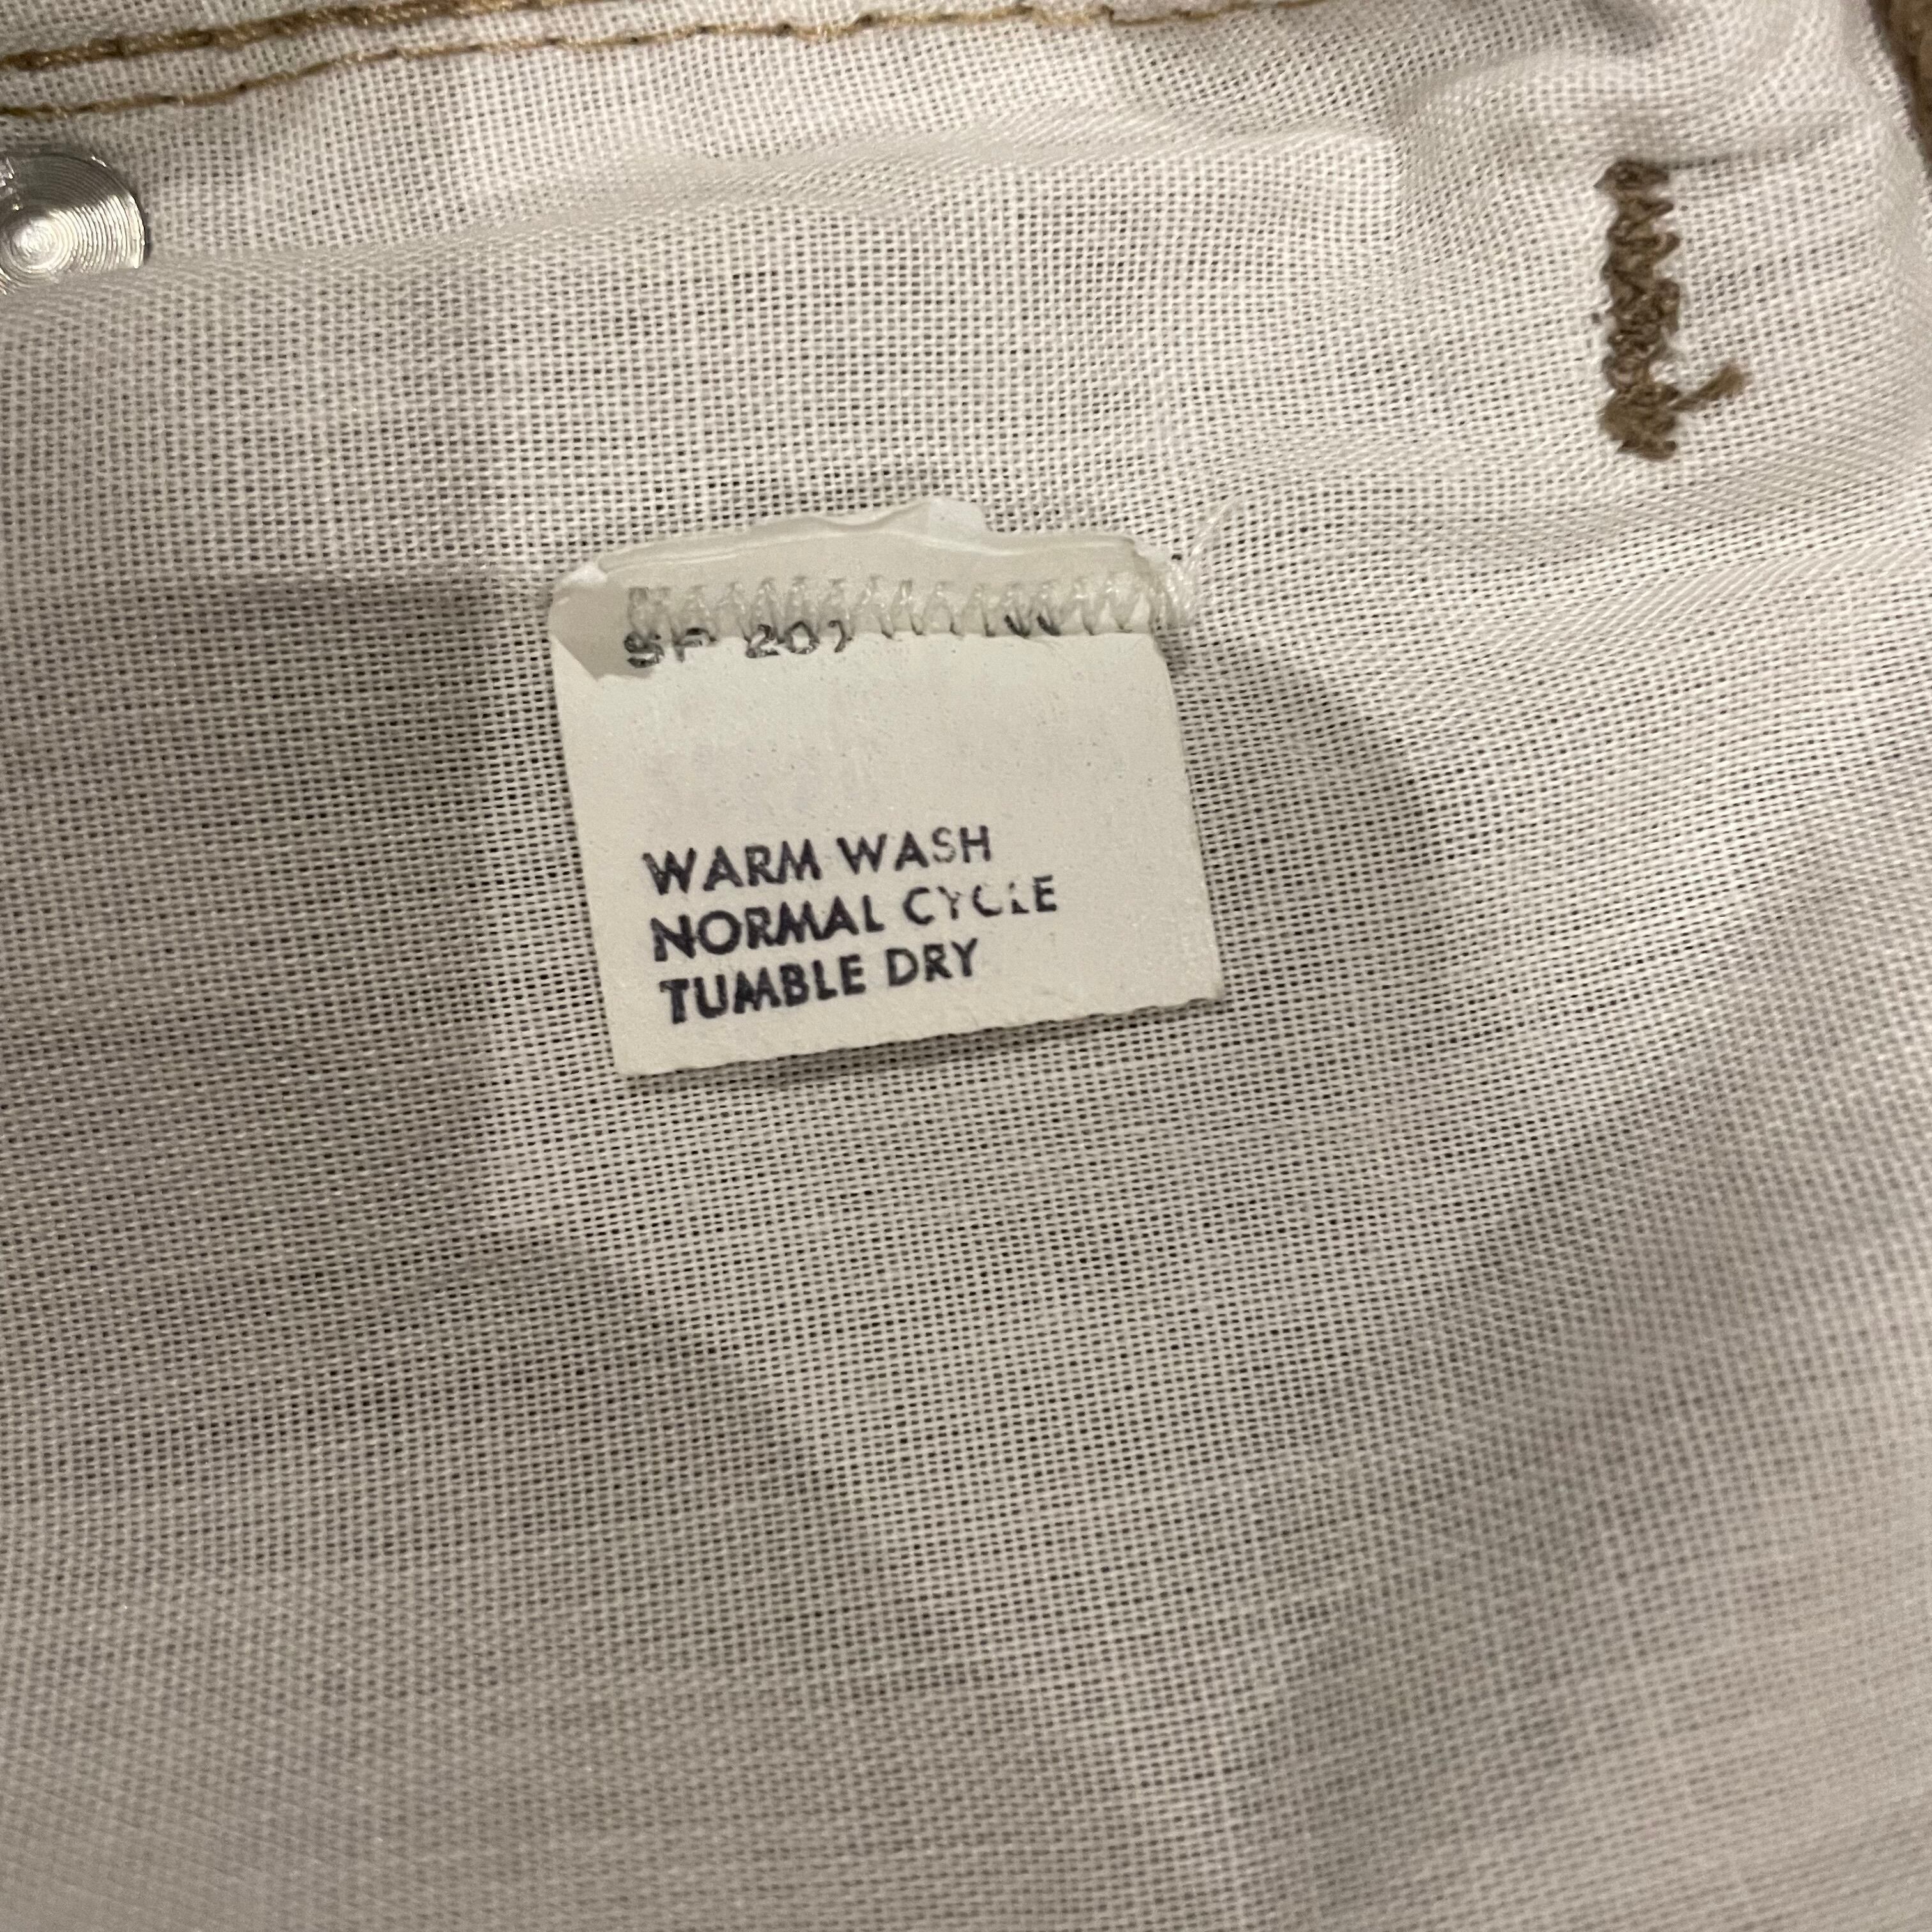 WARM WASH
NORMAL CYCLE
TUMBLE DRY